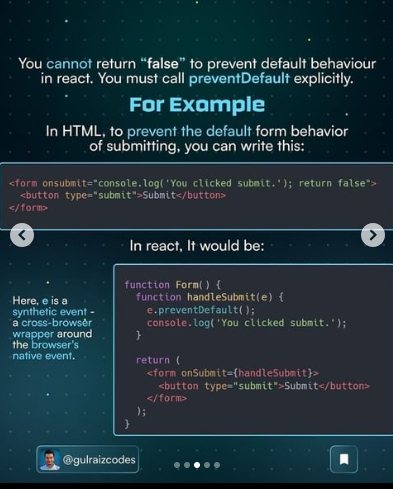 You cannot return “false” to prevent default behaviour
in react. You must call preventDefault explicitly.
For Example
In HTML, to prevent the default form behavior
of submitting, you can write this:
<form onsubmit="console.log('You clicked submit.'); return false">
  <button type="submit">Submit</button>
</form>
In react, It would be:
Here, e is a
synthetic event -
a cross-browser
wrapper around
the browser's
native event.
function Form() {
  function handleSubmit(e) {
    e.preventDefault();
    console.log('You clicked submit.');
  }
  return (
    <form onSubmit={handleSubmit}>
      <button type="submit">Submit</button>
    </form>
  );
}
@gulraizcodes